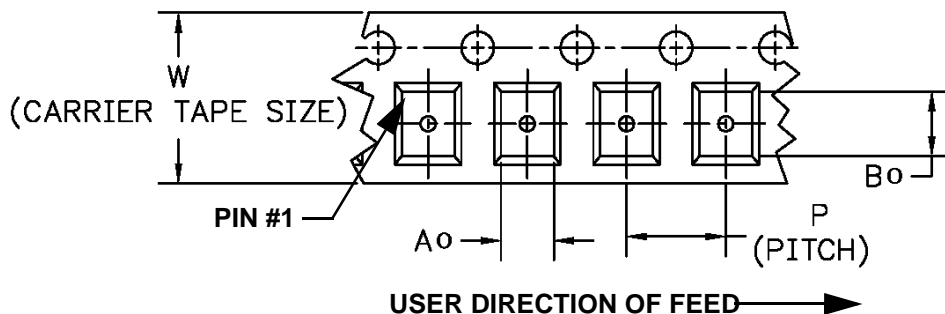 W
(CARRIER TAPE SIZE)
PIN #1
Ao
Bo
P
(PITCH)
USER DIRECTION OF FEED